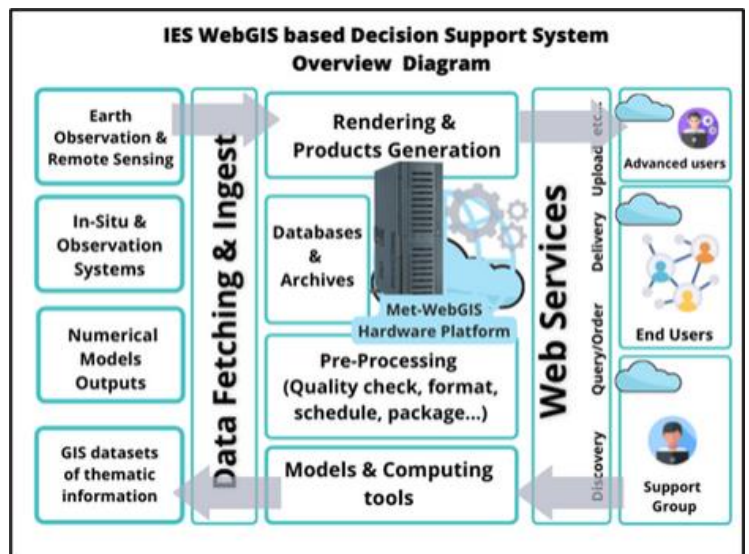 IES WebGIS based Decision Support System
Overview Diagram
Earth
Observation &
Remote Sensing
In-Situ &
Observation
Systems
Numerical
Models
Outputs
GIS datasets
of thematic
information
Data Fetching & Ingest
Rendering &
Products Generation
Databases
&
Archives
Met-WebGIS
Hardware Platform
Pre-Processing
(Quality check, format,
schedule, package...)
Models & Computing
tools
Web Services
Discovery Query/Order Delivery Upload etc...
Advanced users
End Users
Support
Group